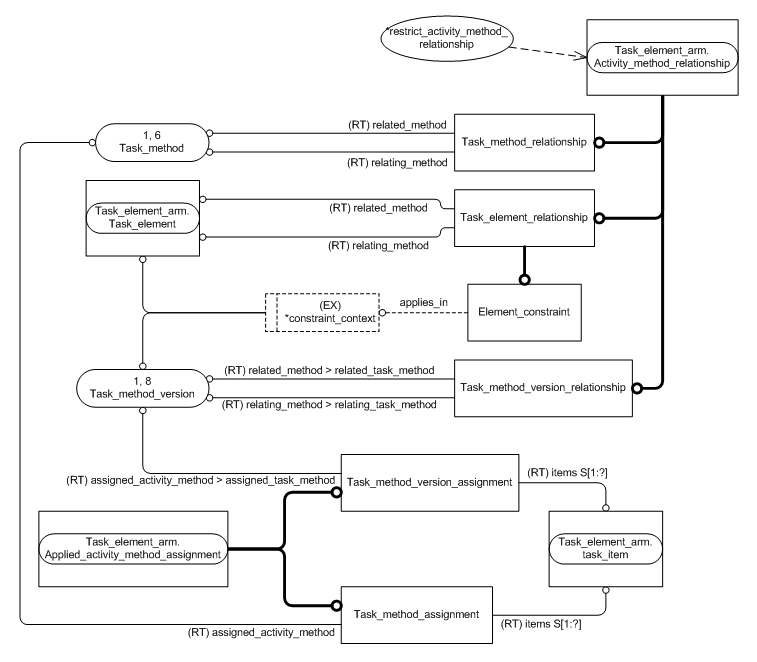 *restrict_activity_method_
relationship
Task_element_arm.
Activity_method_relationship
1, 6
Task_method
(RT) related_method
(RT) relating_method
Task_method_relationship
Task_element_arm.
Task_element
(RT) related_method
(RT) relating_method
Task_element_relationship
(EX)
*constraint_context
applies_in
Element_constraint
1, 8
Task_method_version
(RT) related_method > related_task_method
(RT) relating_method > relating_task_method
Task_method_version_relationship
(RT) assigned_activity_method > assigned_task_method
Task_method_version_assignment
(RT) items S[1:?]
Task_element_arm.
Applied_activity_method_assignment
Task_element_arm.
task_item
Task_method_assignment
(RT) items S[1:?]
(RT) assigned_activity_method